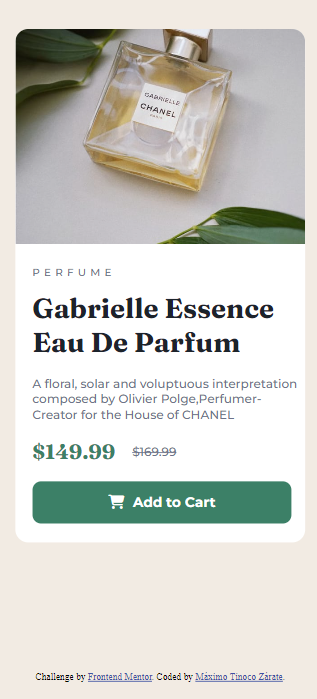 GABRIELLE
CHANEL
PARIS
PERFUME
Gabrielle Essence
Eau De Parfum
A floral, solar and voluptuous interpretation
composed by Olivier Polge,Perfumer-
Creator for the House of CHANEL
$149.99 $169.99
Add to Cart
Challenge by Frontend Mentor. Coded by Máximo Tinoco Zárate.